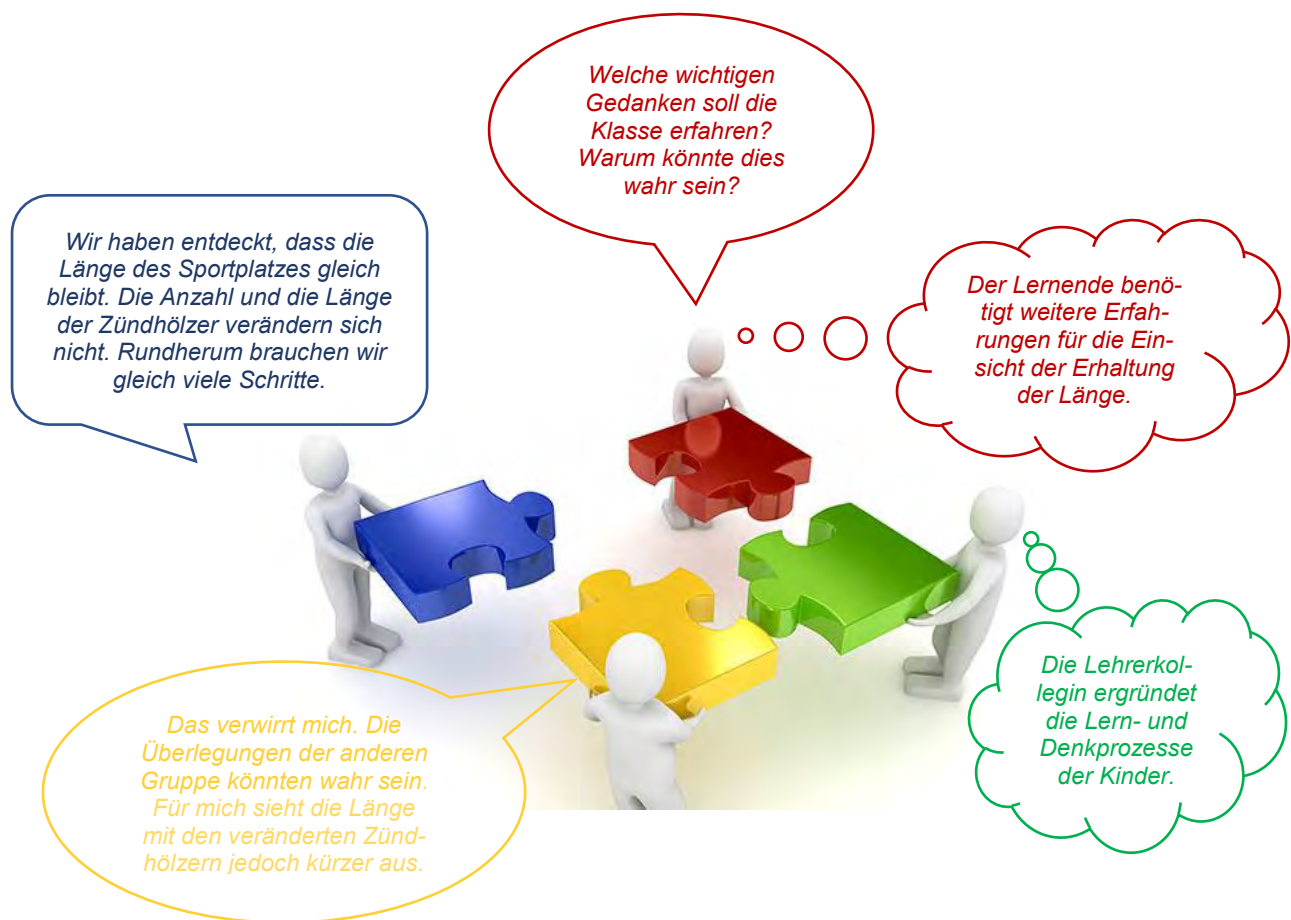 Welche wichtigen
Gedanken soll die
Klasse erfahren?
Warum könnte dies
wahr sein?
Wir haben entdeckt, dass die
Länge des Sportplatzes gleich
bleibt. Die Anzahl und die Länge
der Zündhölzer verändern sich
nicht. Rundherum brauchen wir
gleich viele Schritte.
Der Lernende benö-
tigt weitere Erfah-
rungen für die Ein-
sicht der Erhaltung
der Länge.
Das verwirrt mich. Die
Überlegungen der anderen
Gruppe könnten wahr sein.
Für mich sieht die Länge
mit den veränderten Zünd-
hölzern jedoch kürzer aus.
Die Lehrerkol-
legin ergründet
die Lern- und
Denkprozesse
der Kinder.